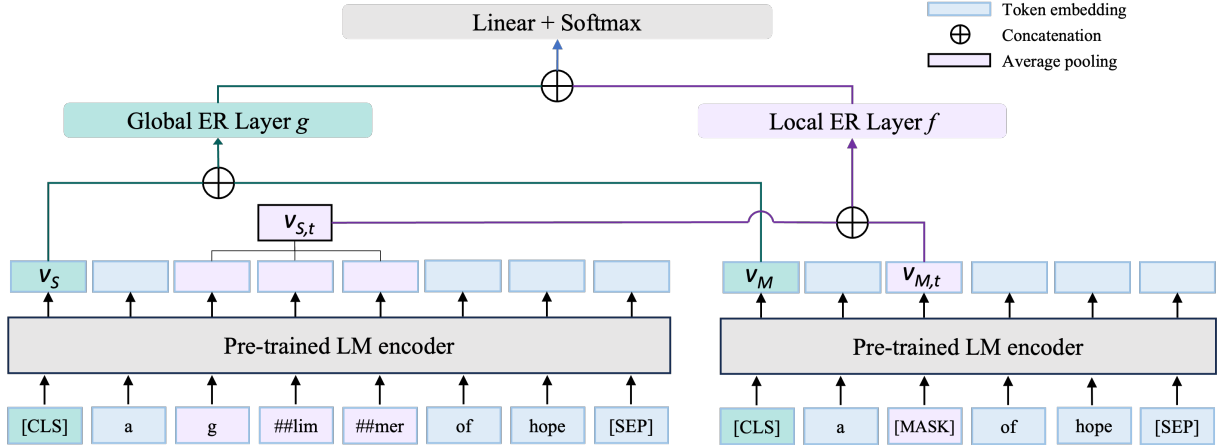 Linear + Softmax
Token embedding
Concatenation
Average pooling
Global ER Layer g
Local ER Layer f
v_{S,t}
v_S
v_M
v_{M,t}
Pre-trained LM encoder
Pre-trained LM encoder
[CLS] a g ##lim ##mer of hope [SEP]
[CLS] a [MASK] of hope [SEP]